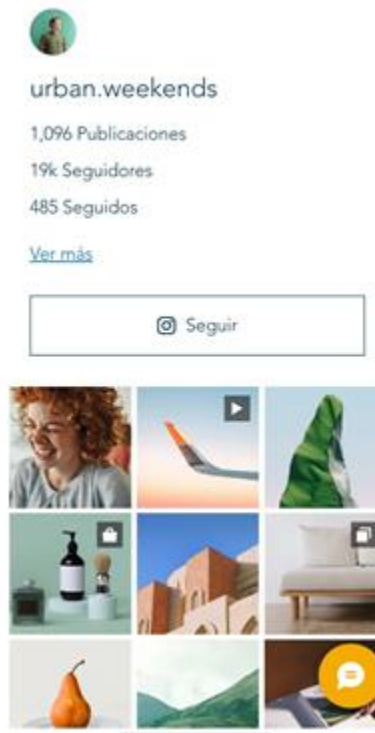 urban.weekends
1,096 Publicaciones
19k Seguidores
485 Seguidos
Ver más
Seguir